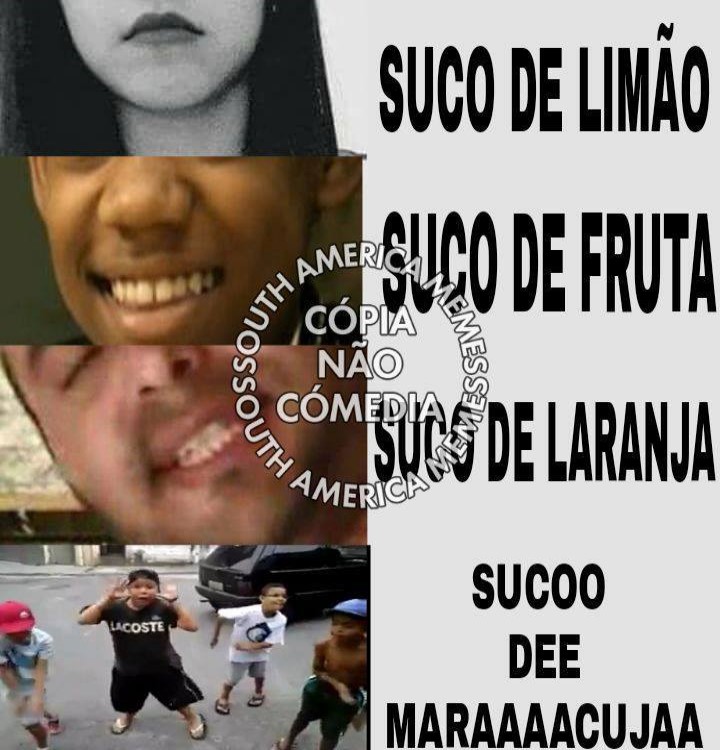 SUCO DE LIMÃO
SUCO DE FRUTA
SUCO DE LARANJA
SUCOO
DEE
MARAAAACUJAA
SOUTH AMERICA MEMES
CÓPIA
NÃO
CÓMEDIA
SOUTH AMERICA MEMES
LACOSTE